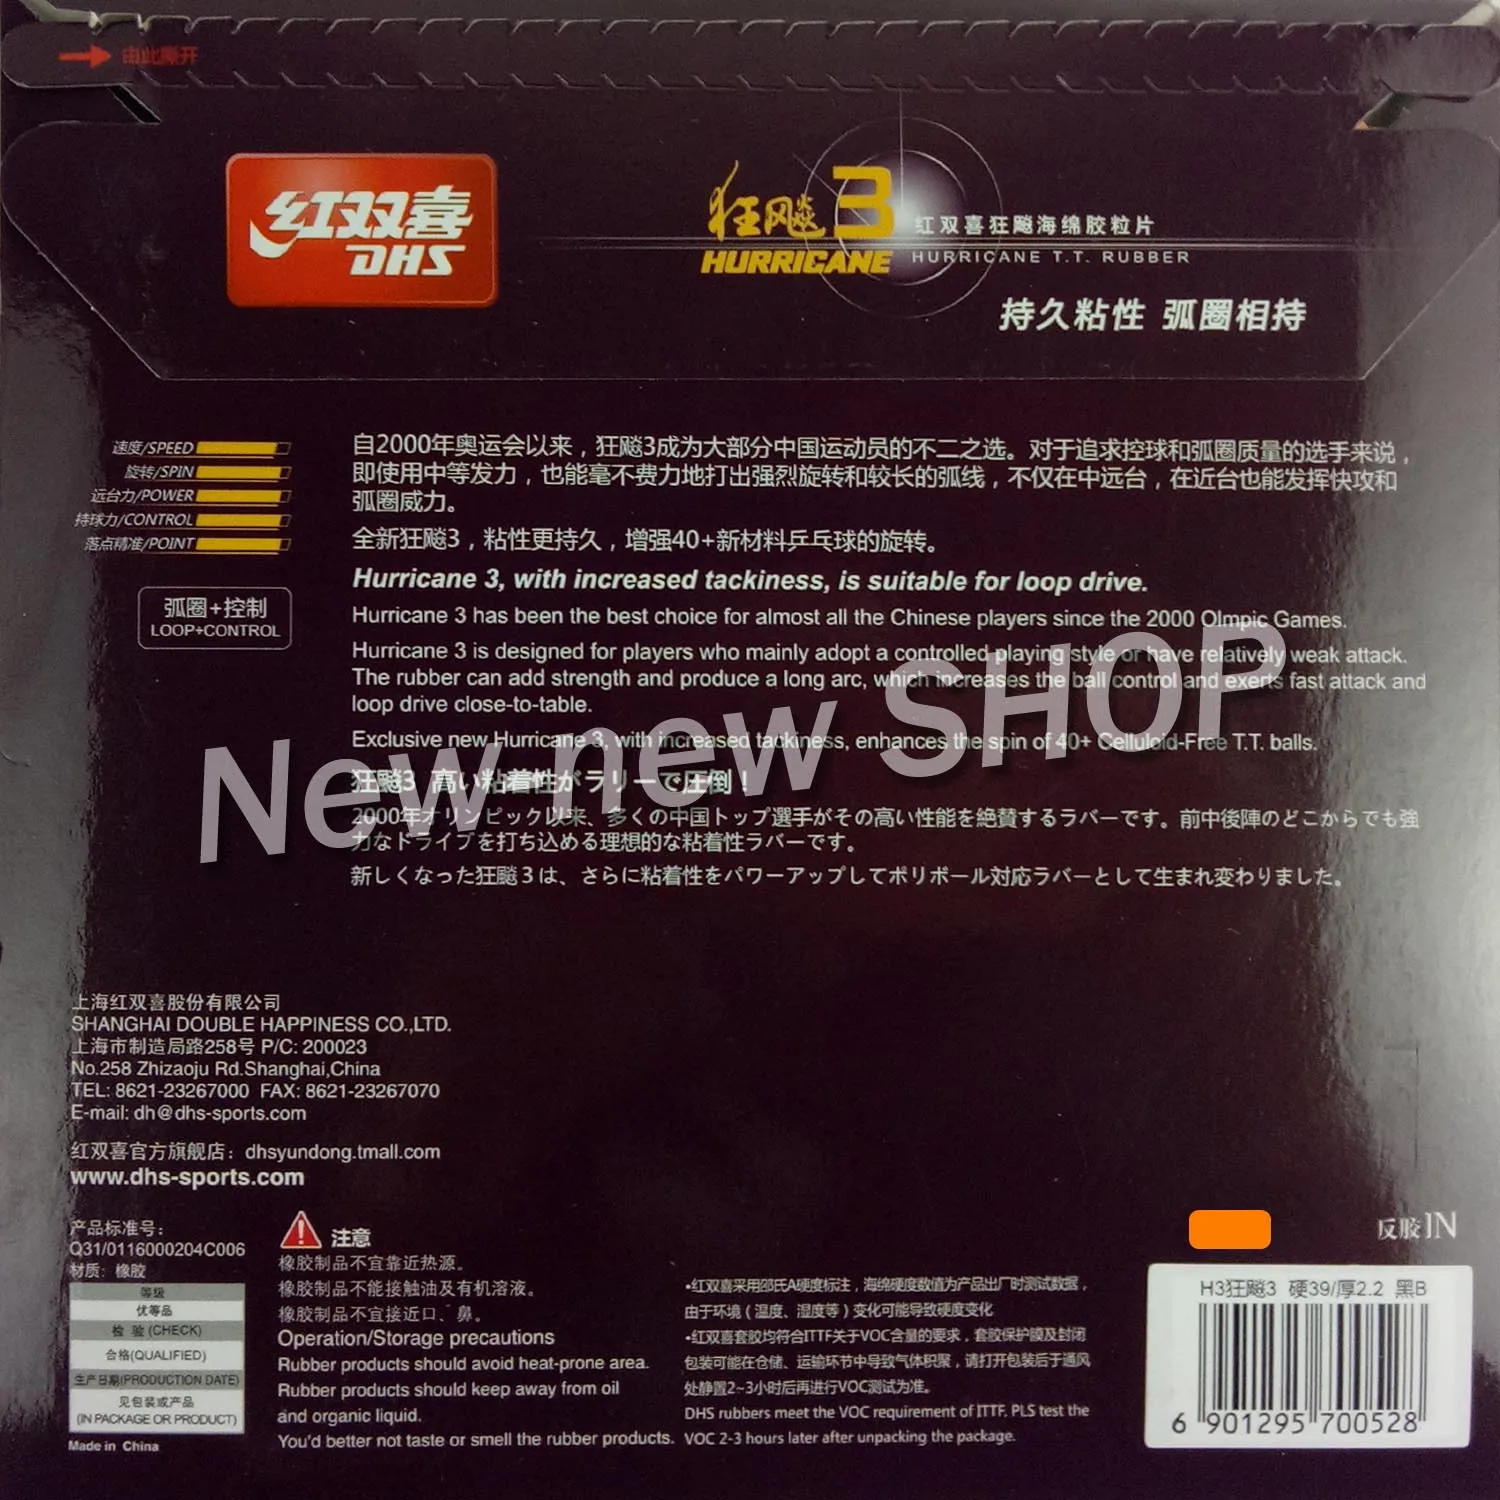 由此撕开
红双喜
DHS
狂飚3
HURRICANE
红双喜狂飚海绵胶粒片
HURRICANE T.T. RUBBER
持久粘性 弧圈相持
速度/SPEED
旋转/SPIN
远台力/POWER
持球力/CONTROL
落点精准/POINT
弧圈+控制
LOOP+CONTROL
自2000年奥运会以来，狂飚3成为大部分中国运动员的不二之选。对于追求控球和弧圈质量的选手来说，
即使用中等发力，也能毫不费力地打出强烈旋转和较长的弧线，不仅在中远台，在近台也能发挥快攻和
弧圈威力。
全新狂飚3，粘性更持久，增强40+新材料乒乓球的旋转。
Hurricane 3, with increased tackiness, is suitable for loop drive.
Hurricane 3 has been the best choice for almost all the Chinese players since the 2000 Olmpic Games.
Hurricane 3 is designed for players who mainly adopt a controlled playing style or have relatively weak attack.
The rubber can add strength and produce a long arc, which increases the ball control and exerts fast attack and
loop drive close-to-table.
Exclusive new Hurricane 3, with increased tackiness, enhances the spin of 40+ Celluloid-Free T.T. balls.
狂飚3 高い粘着性がラリーで圧倒！
2000年オリンピック以来、多くの中国トップ選手がその高い性能を絶賛するラバーです。前中後陣のどこからでも強
力なドライブを打ち込める理想的な粘着性ラバーです。
新しくなった狂飚3は、さらに粘着性をパワーアップしてポリボール対応ラバーとして生まれ変わりました。
New new SHOP
上海红双喜股份有限公司
SHANGHAI DOUBLE HAPPINESS CO.,LTD.
上海市制造局路258号 P/C: 200023
No.258 Zhizaoju Rd.Shanghai,China
TEL: 8621-23267000 FAX: 8621-23267070
E-mail: dh@dhs-sports.com
红双喜官方旗舰店：dhsyundong.tmall.com
www.dhs-sports.com
产品标准号：
Q31/0116000204C006
材质：橡胶
等级
优等品
检 验 (CHECK)
合格(QUALIFIED)
生产日期(PRODUCTION DATE)
见包装或产品
(IN PACKAGE OR PRODUCT)
Made in China
注意
橡胶制品不宜靠近热源。
橡胶制品不能接触油及有机溶液。
橡胶制品不宜接近口、鼻。
Operation/Storage precautions
Rubber products should avoid heat-prone area.
Rubber products should keep away from oil
and organic liquid.
You'd better not taste or smell the rubber products.
•红双喜采用邵氏A硬度标注，海绵硬度数值为产品出厂时测试数据，
由于环境（温度、湿度等）变化可能导致硬度变化
•红双喜套胶均符合ITTF关于VOC含量的要求，套胶保护膜及封闭
包装可能在仓储、运输环节中导致气体积聚，请打开包装后于通风
处静置2~3小时后再进行VOC测试为准。
DHS rubbers meet the VOC requirement of ITTF. PLS test the
VOC 2-3 hours later after unpacking the package.
反胶IN
H3狂飚3 硬39/厚2.2 黑B
6 901295 700528